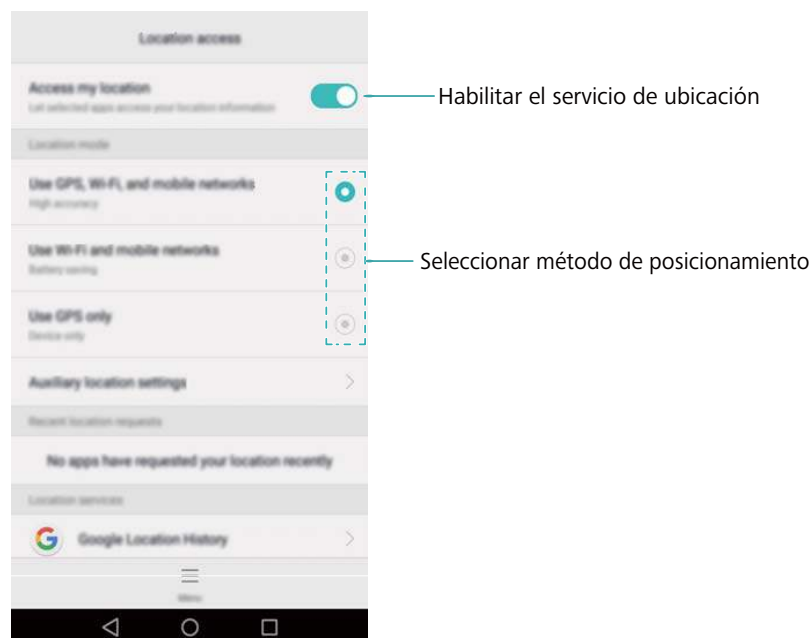 Location access
Access my location
Let selected apps access your location information
Habilitar el servicio de ubicación
Location mode
Use GPS, Wi-Fi, and mobile networks
High accuracy
Use Wi-Fi and mobile networks
Battery saving
Seleccionar método de posicionamiento
Use GPS only
Device only
Auxiliary location settings
Recent location requests
No apps have requested your location recently
Location services
Google Location History
Menu